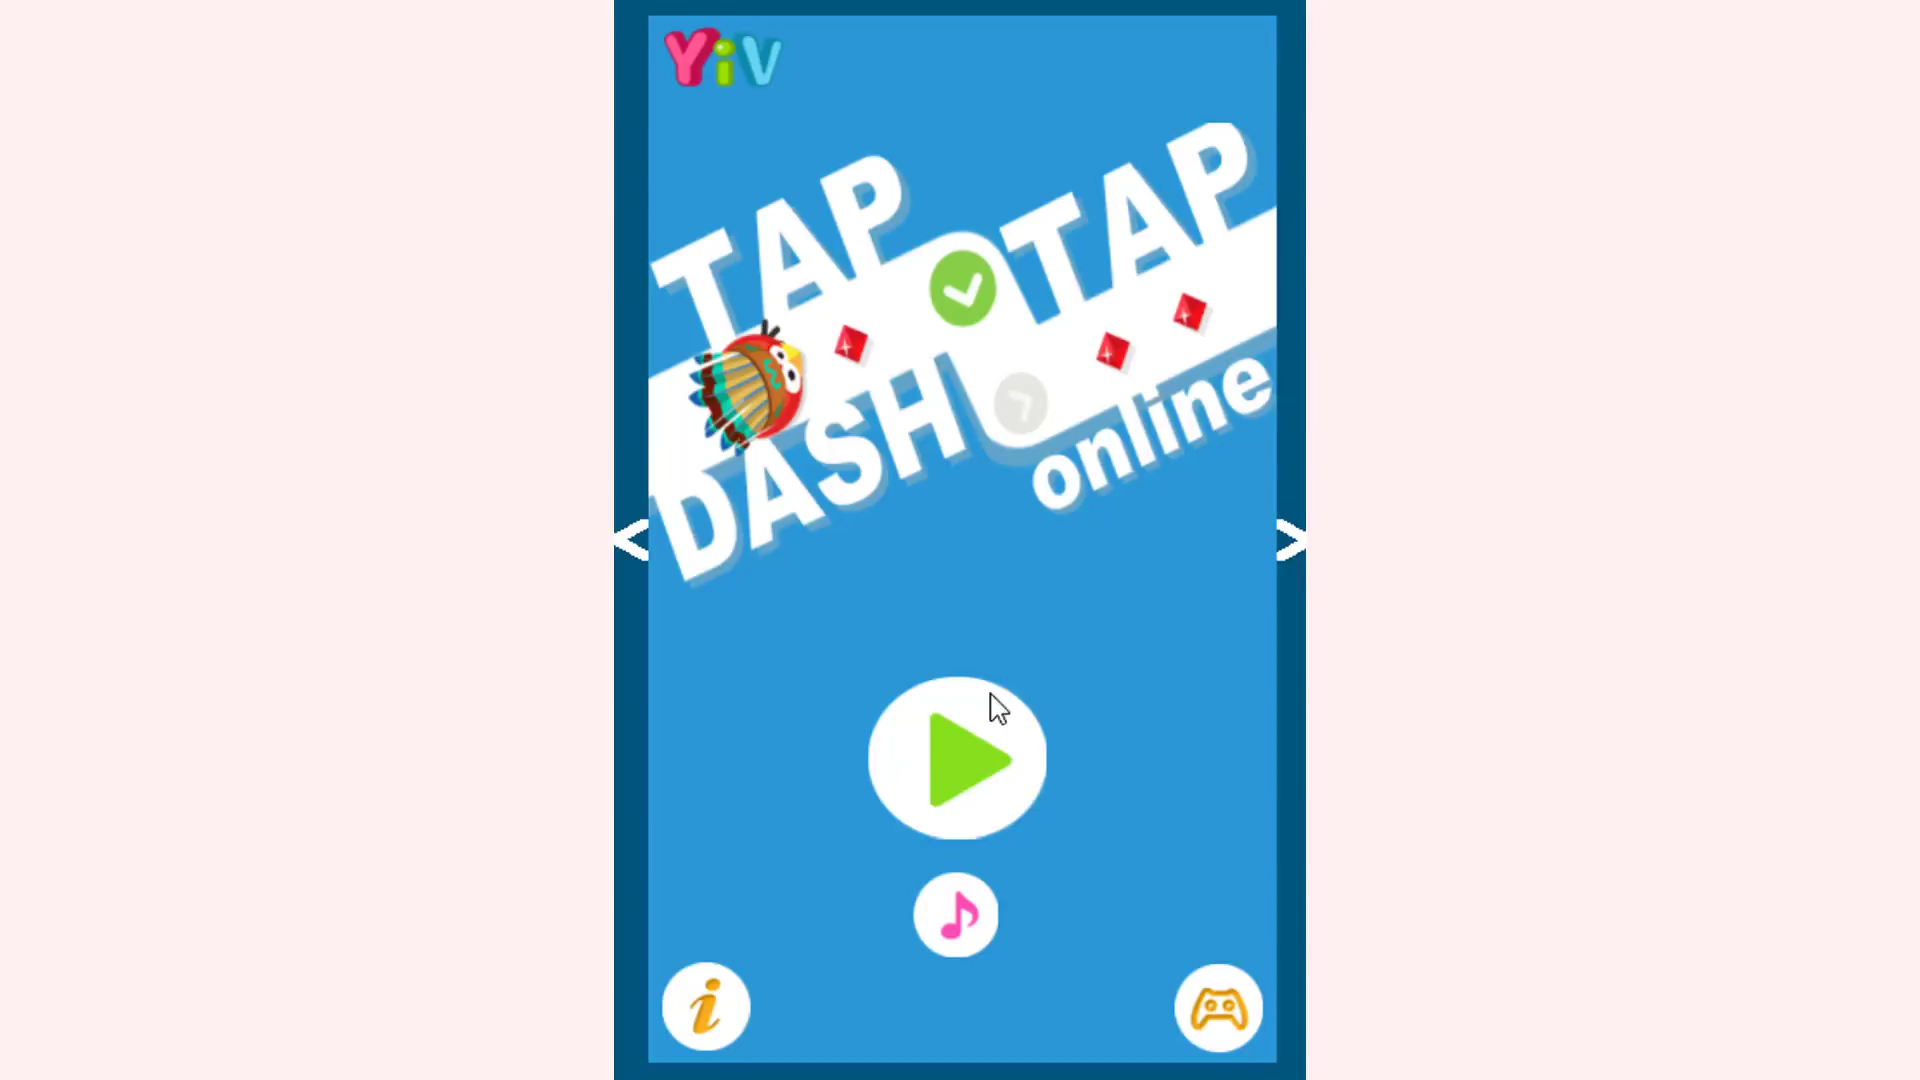 YiV
TAP TAP
DASH
online
< >
i